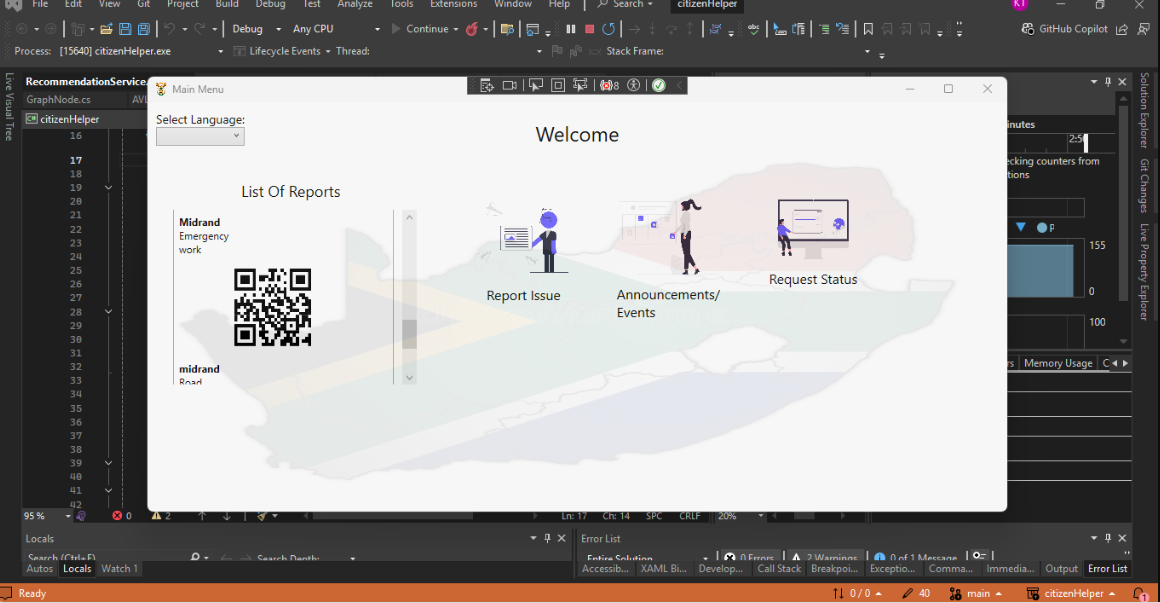 File Edit View Git Project Build Debug Test Analyze Tools Extensions Window Help Search citizenHelper KT
Debug Any CPU Continue GitHub Copilot
Process: [15640] citizenHelper.exe Lifecycle Events Thread: Stack Frame:
RecommendationService.
GraphNode.cs AVL
citizenHelper
Live Visual Tree
Main Menu
8
Select Language:
Welcome
List Of Reports
Midrand
Emergency
work
midrand
Road
Report Issue
Announcements/
Events
Request Status
16
17
18
19
20
21
22
23
24
25
26
27
28
29
30
31
32
33
34
35
36
37
38
39
40
41
42
inutes
2:5
cking counters from
tions
P
155
0
100
rs Memory Usage C
Solution Explorer
Git Changes
Live Property Explorer
95 % 0 2 Ln: 17 Ch: 14 SPC CRLF 20%
Locals
Search (Ctrl+E) Search Depth:
Autos Locals Watch 1
Error List
Entire Solution 0 Errors 2 Warnings 0 of 1 Message
Accessib... XAML Bi... Develop... Call Stack Breakpoi... Exceptio... Comma... Immedia... Output Error List
Ready 0 / 0 40 main citizenHelper 1